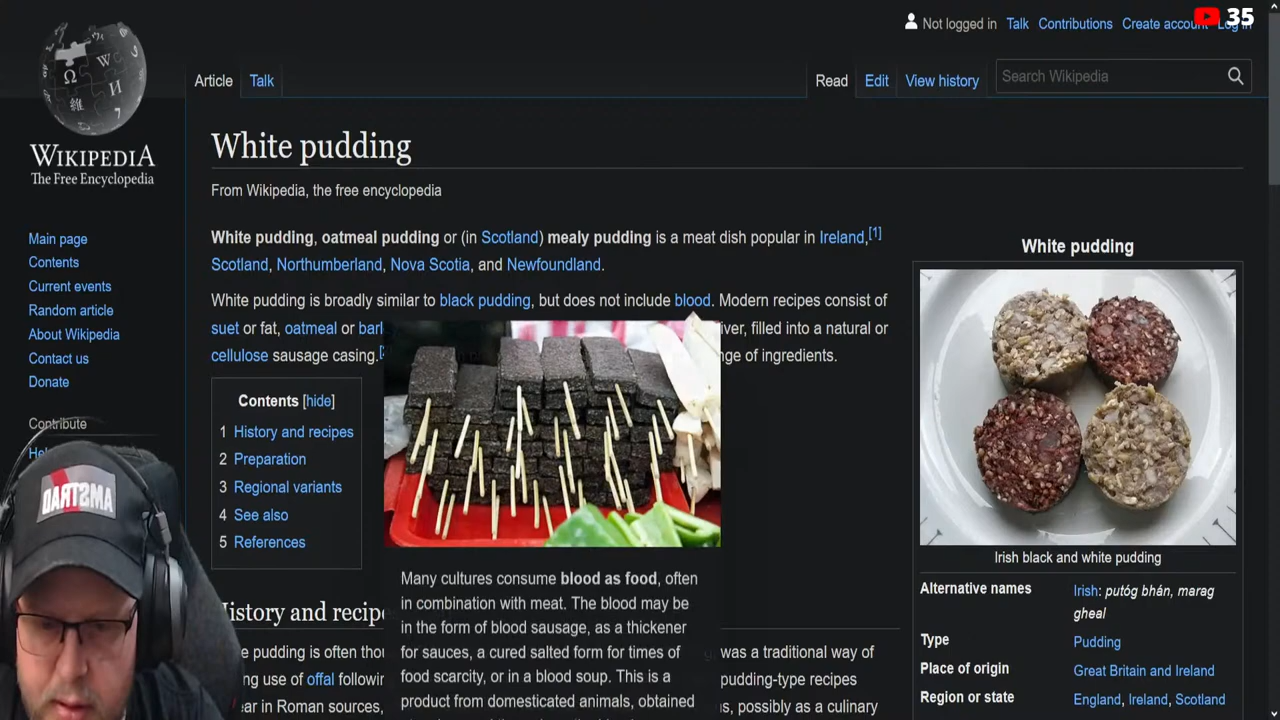 35
Not logged in Talk Contributions Create account Log in
Article Talk
Read Edit View history
Search Wikipedia
WIKIPEDIA
The Free Encyclopedia
White pudding
From Wikipedia, the free encyclopedia
Main page
Contents
Current events
Random article
About Wikipedia
Contact us
Donate
Contribute
White pudding, oatmeal pudding or (in Scotland) mealy pudding is a meat dish popular in Ireland,[1]
Scotland, Northumberland, Nova Scotia, and Newfoundland.
White pudding is broadly similar to black pudding, but does not include blood. Modern recipes consist of
suet or fat, oatmeal or filled into a natural or
cellulose sausage casing. of ingredients.
Contents [hide]
1 History and recipes
2 Preparation
3 Regional variants
4 See also
5 References
Many cultures consume blood as food, often
in combination with meat. The blood may be
in the form of blood sausage, as a thickener
for sauces, a cured salted form for times of
food scarcity, or in a blood soup. This is a
product from domesticated animals, obtained
History and
pudding is often was a traditional way of
use of offal pudding-type recipes
in Roman sources, possibly as a culinary
White pudding
Irish black and white pudding
Alternative names Irish: putóg bhán, marag
gheal
Type Pudding
Place of origin Great Britain and Ireland
Region or state England, Ireland, Scotland
AMSTRAD